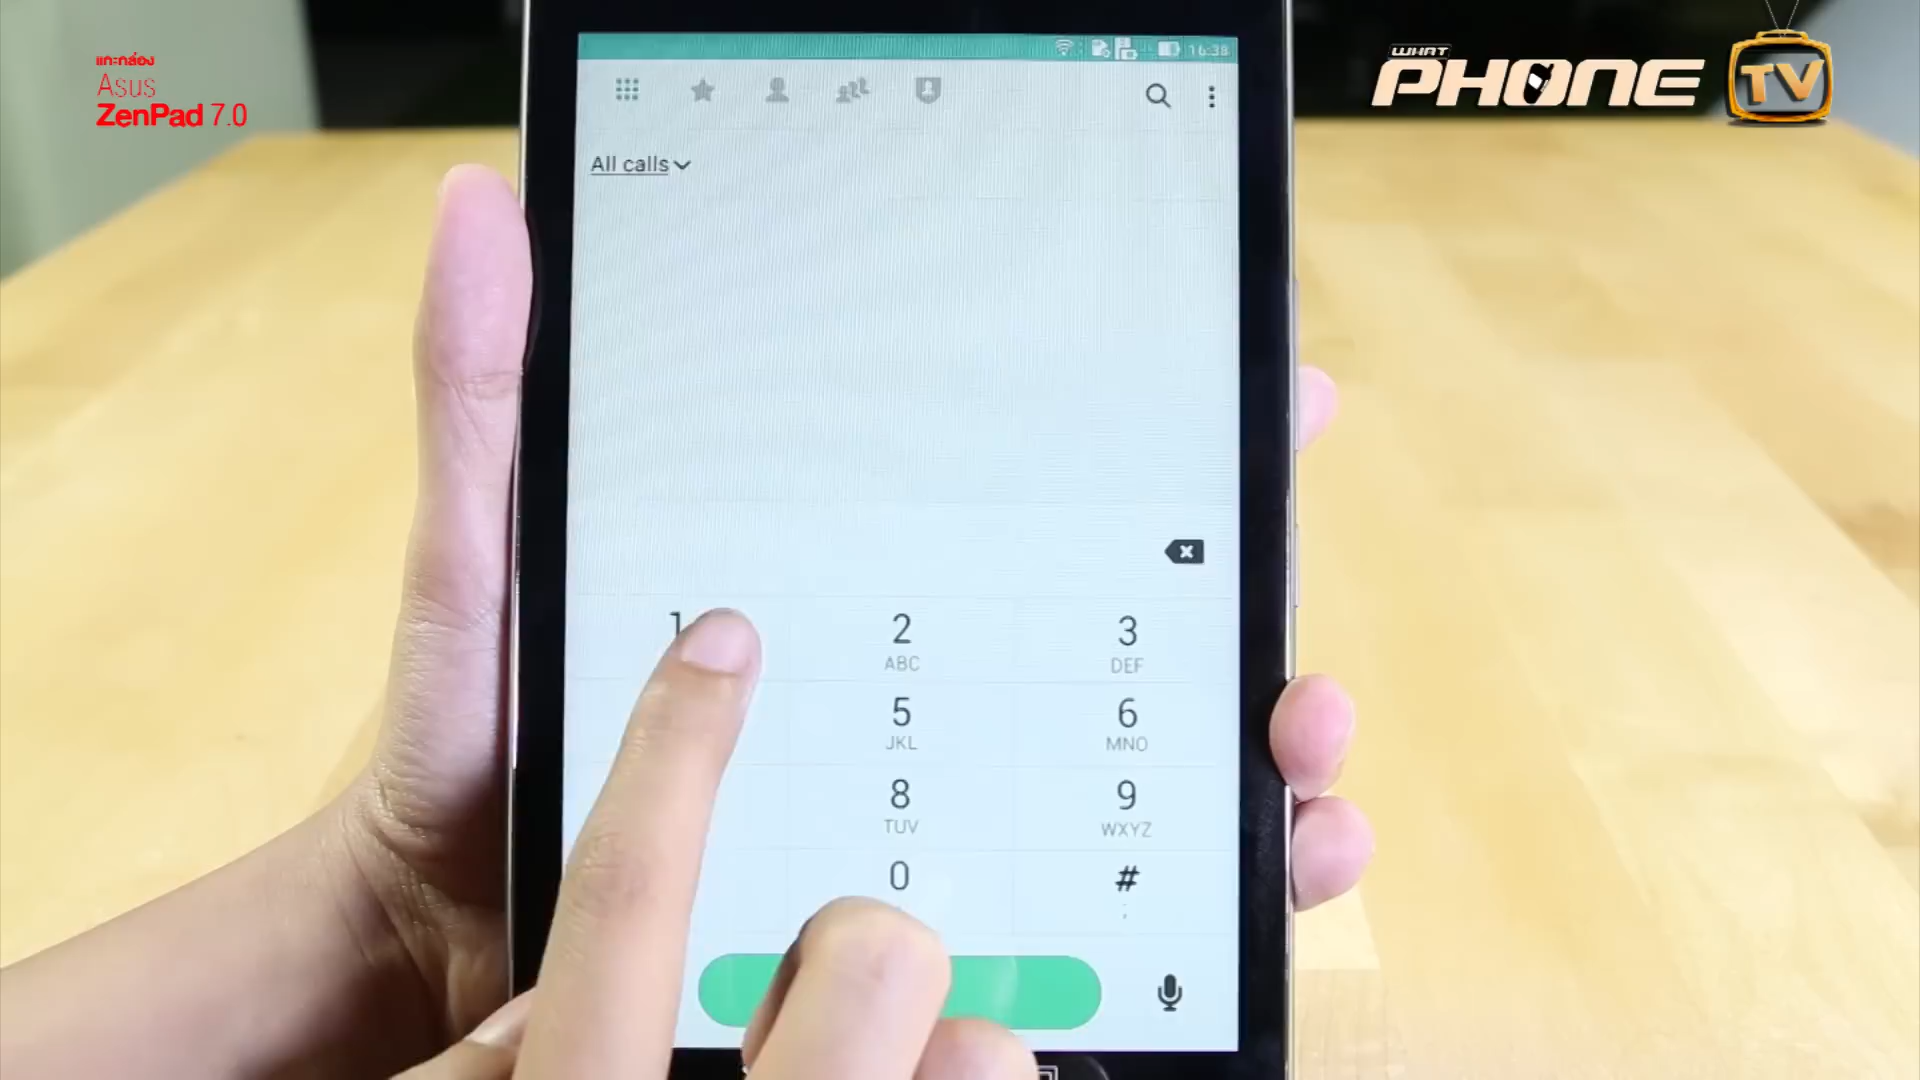 แกะกล่อง
Asus
ZenPad 7.0
WHAT
PHONE TV
16:38
All calls
1 2 3
ABC DEF
5 6
JKL MNO
8 9
TUV WXYZ
0 #
;